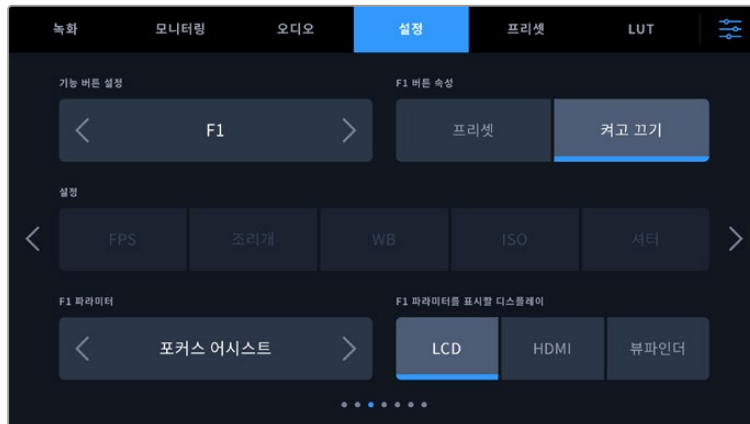 녹화 모니터링 오디오 설정 프리셋 LUT
기능 버튼 설정 F1 버튼 속성
F1 프리셋 켜고 끄기
설정
FPS 조리개 WB ISO 셔터
F1 파라미터 F1 파라미터를 표시할 디스플레이
포커스 어시스트 LCD HDMI 뷰파인더